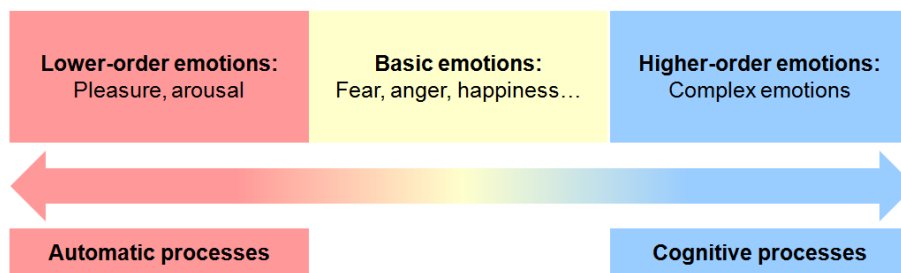 Lower-order emotions:
Pleasure, arousal
Basic emotions:
Fear, anger, happiness…
Higher-order emotions:
Complex emotions
Automatic processes
Cognitive processes